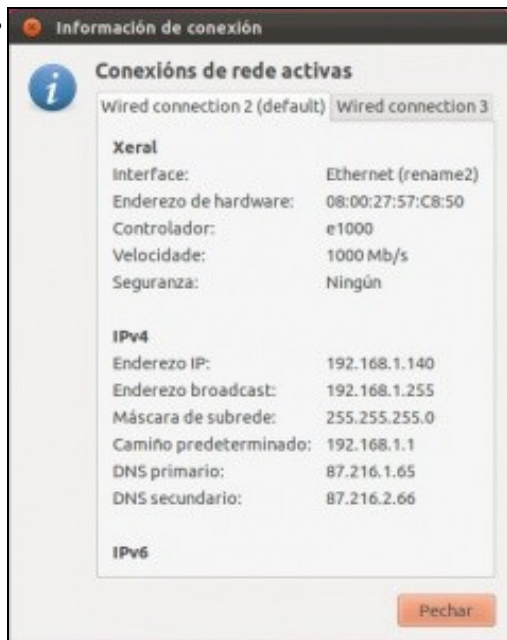 Información de conexión
Conexións de rede activas
Wired connection 2 (default) Wired connection 3
Xeral
Interface: Ethernet (rename2)
Enderezo de hardware: 08:00:27:57:C8:50
Controlador: e1000
Velocidade: 1000 Mb/s
Seguranza: Ningún
IPv4
Enderezo IP: 192.168.1.140
Enderezo broadcast: 192.168.1.255
Máscara de subrede: 255.255.255.0
Camiño predeterminado: 192.168.1.1
DNS primario: 87.216.1.65
DNS secundario: 87.216.2.66
IPv6
Pechar